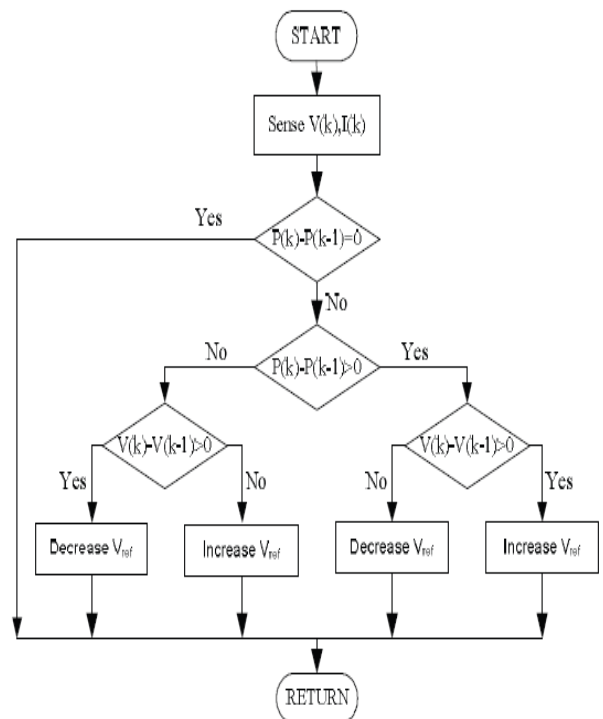 START
Sense V(k),I(k)
Yes
P(k)-P(k-1)=0
No
No
P(k)-P(k-1)>0
Yes
V(k)-V(k-1)>0
V(k)-V(k-1)>0
Yes
No
No
Yes
Decrease Vref
Increase Vref
Decrease Vref
Increase Vref
RETURN